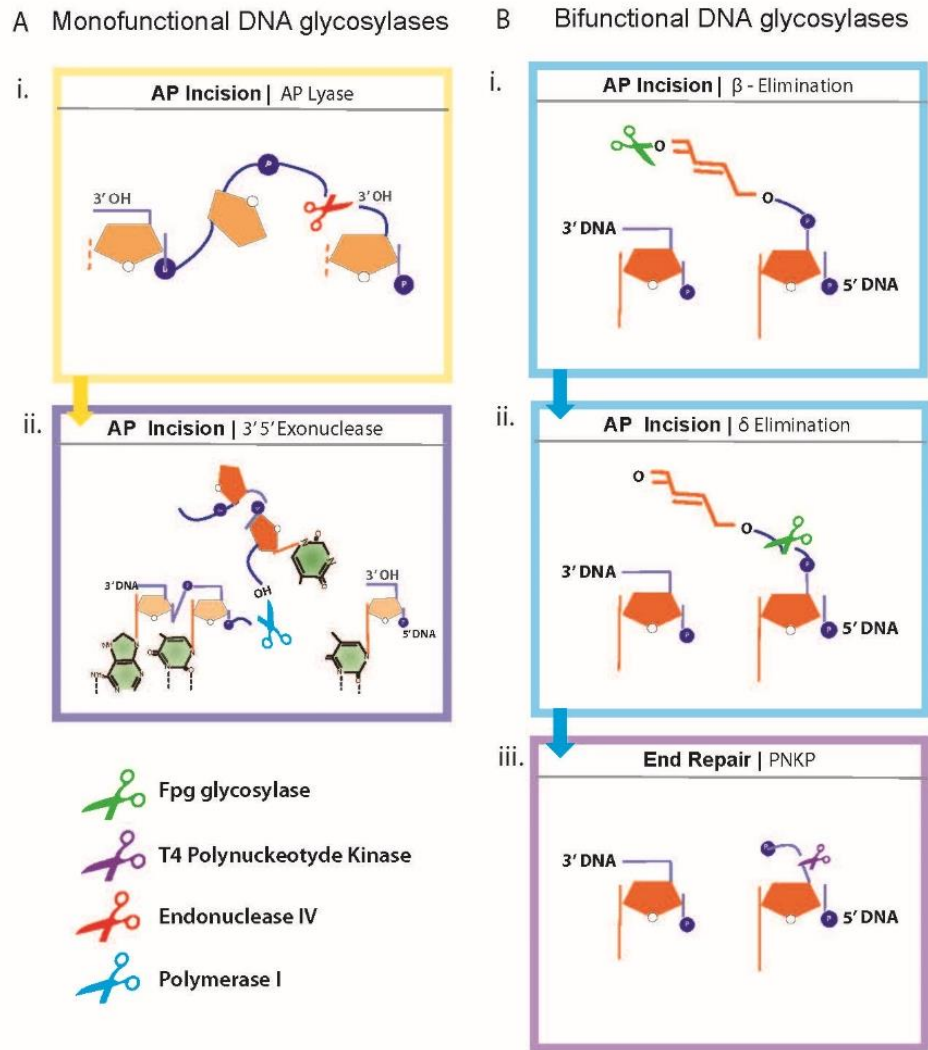 A Monofunctional DNA glycosylases
i.
AP Incision | AP Lyase
P
3' OH
3' OH
P
ii.
AP Incision | 3'5' Exonuclease
OH
3' DNA
3' OH
5' DNA
Fpg glycosylase
T4 Polynuckeotyde Kinase
Endonuclease IV
Polymerase I
B Bifunctional DNA glycosylases
i.
AP Incision | β - Elimination
O
O
P
3' DNA
P
P 5' DNA
ii.
AP Incision | δ Elimination
O
O
P
3' DNA
P
P 5' DNA
iii.
End Repair | PNKP
P
3' DNA
P
P 5' DNA